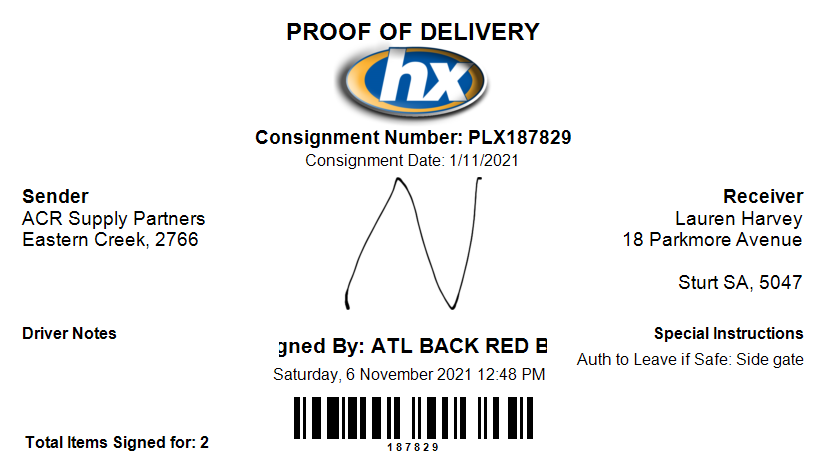 PROOF OF DELIVERY
hx
Consignment Number: PLX187829
Consignment Date: 1/11/2021
Sender
ACR Supply Partners
Eastern Creek, 2766
Receiver
Lauren Harvey
18 Parkmore Avenue
Sturt SA, 5047
Driver Notes
gned By: ATL BACK RED B
Saturday, 6 November 2021 12:48 PM
Special Instructions
Auth to Leave if Safe: Side gate
187829
Total Items Signed for: 2